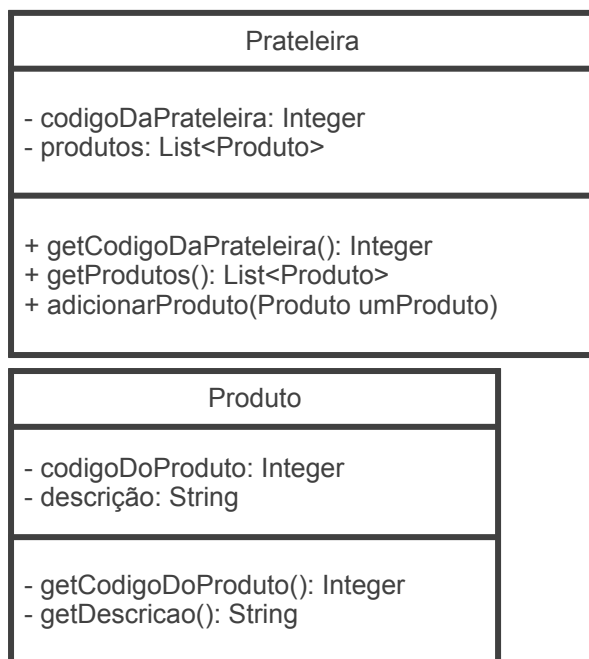 Prateleira
- codigoDaPrateleira: Integer
- produtos: List<Produto>
+ getCodigoDaPrateleira(): Integer
+ getProdutos(): List<Produto>
+ adicionarProduto(Produto umProduto)
Produto
- codigoDoProduto: Integer
- descrição: String
- getCodigoDoProduto(): Integer
- getDescricao(): String